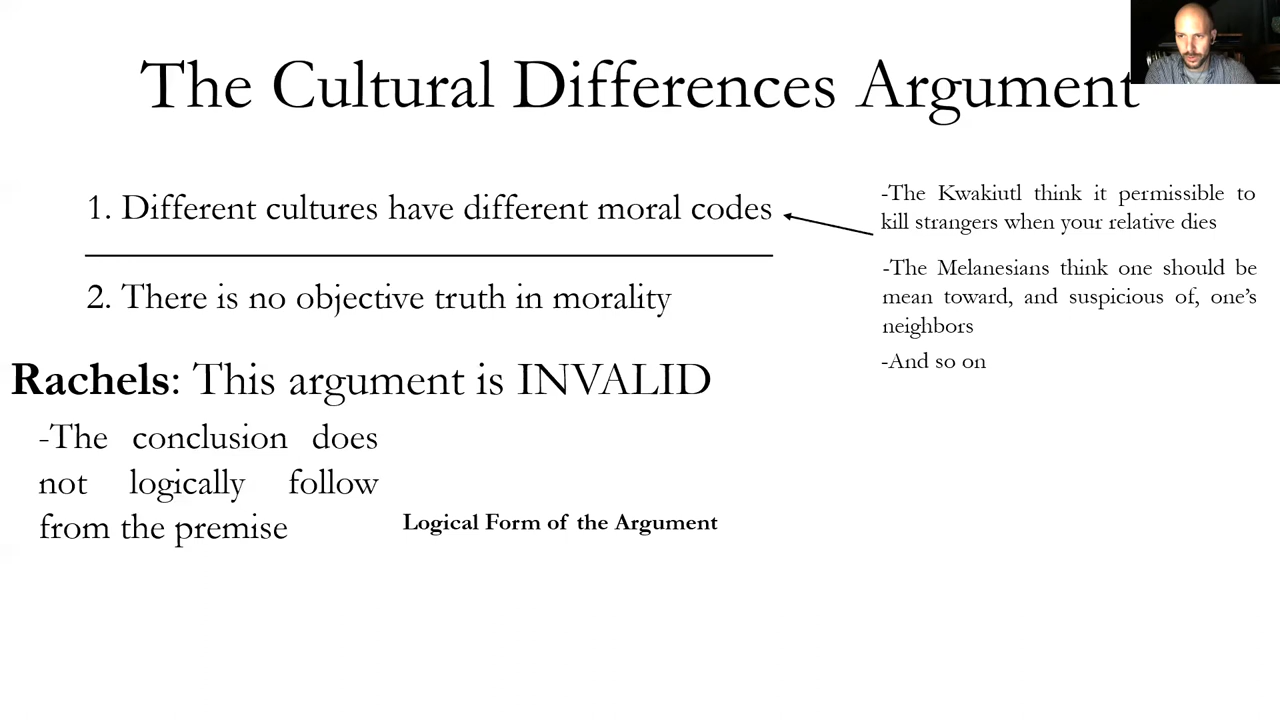 The Cultural Differences Argument
1. Different cultures have different moral codes
2. There is no objective truth in morality
-The Kwakiutl think it permissible to
kill strangers when your relative dies
-The Melanesians think one should be
mean toward, and suspicious of, one’s
neighbors
-And so on
Rachels: This argument is INVALID
-The conclusion does
not logically follow
from the premise
Logical Form of the Argument